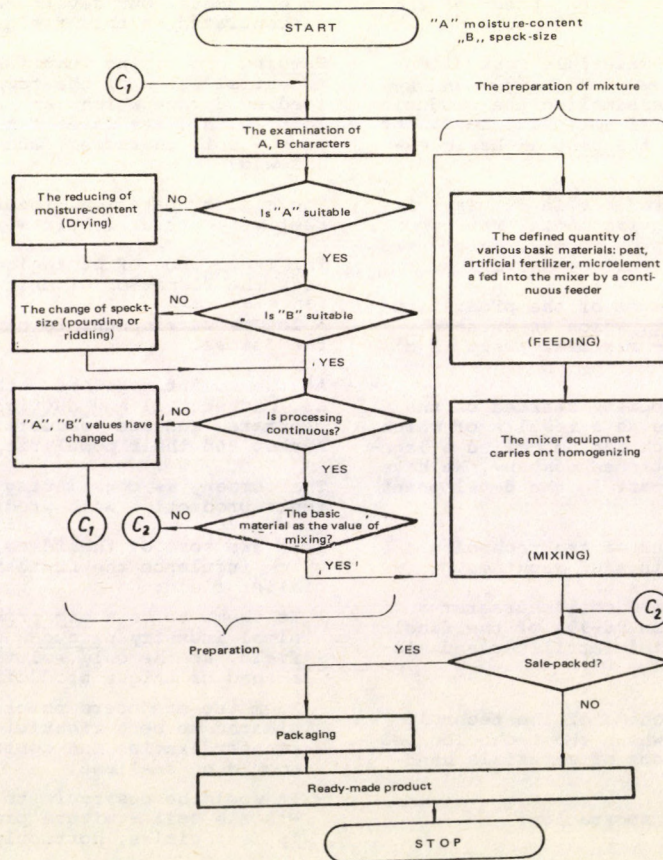 START
"A" moisture-content
„B„ speck-size
C1
The preparation of mixture
The examination of
A, B characters
The reducing of
moisture-content
(Drying)
NO
Is "A" suitable
YES
The change of speckt-
size (pounding or
riddling)
NO
Is "B" suitable
YES
The defined quantity of
various basic materials: peat,
artificial fertilizer, microelement
a fed into the mixer by a conti-
nuous feeder
(FEEDING)
"A", "B" values have
changed
NO
Is processing
continuous?
YES
The mixer equipment
carries ont homogenizing
(MIXING)
C1
C2
NO
The basic
material as the value of
mixing?
YES
C2
Preparation
YES
Sale-packed?
NO
Packaging
Ready-made product
STOP